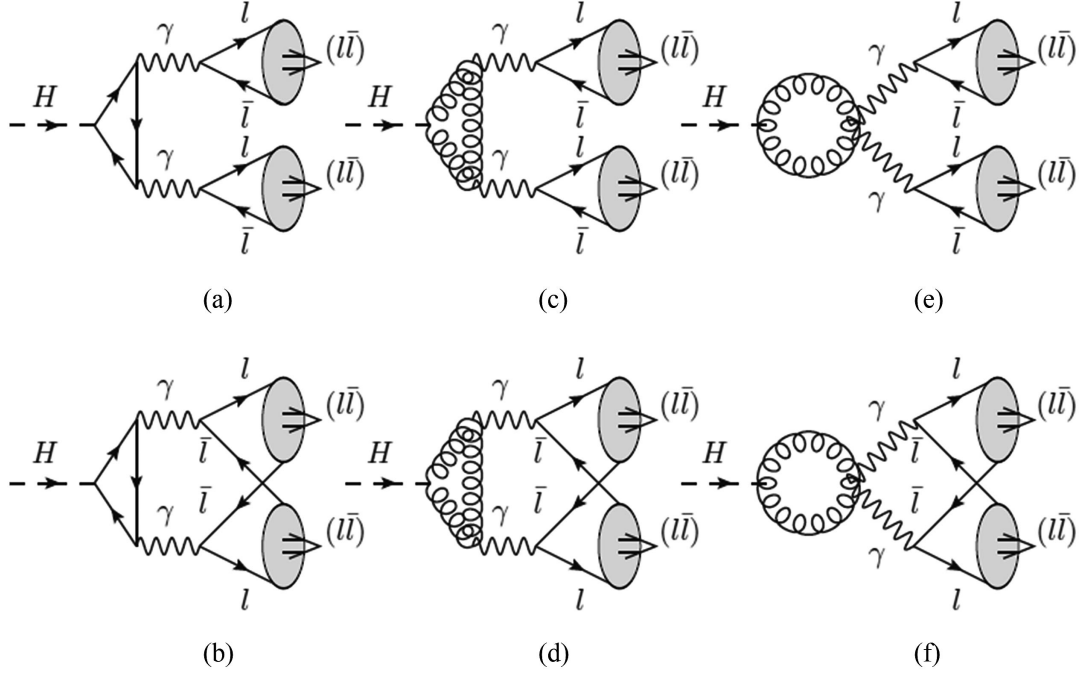 H γ l l̄ (ll̄) γ l l̄ (ll̄)
(a)
H γ l l̄ (ll̄) γ l l̄ (ll̄)
(c)
H γ l l̄ (ll̄) γ l l̄ (ll̄)
(e)
H γ l l̄ (ll̄) γ l̄ l (ll̄)
(b)
H γ l l̄ (ll̄) γ l̄ l (ll̄)
(d)
H γ l l̄ (ll̄) γ l̄ l (ll̄)
(f)